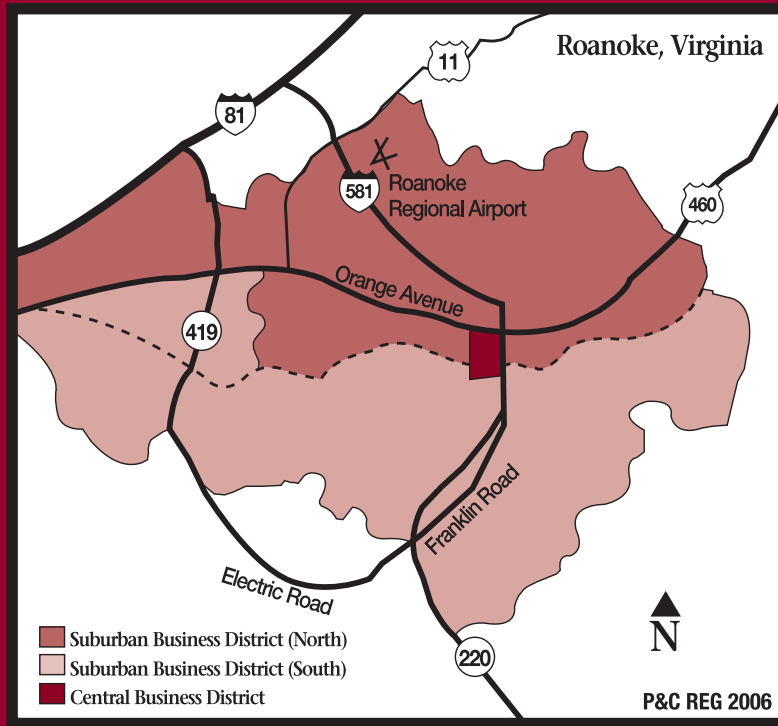 Roanoke, Virginia
11
81
581
Roanoke
Regional Airport
460
Orange Avenue
419
Franklin Road
Electric Road
220
Suburban Business District (North)
Suburban Business District (South)
Central Business District
N
P&C REG 2006